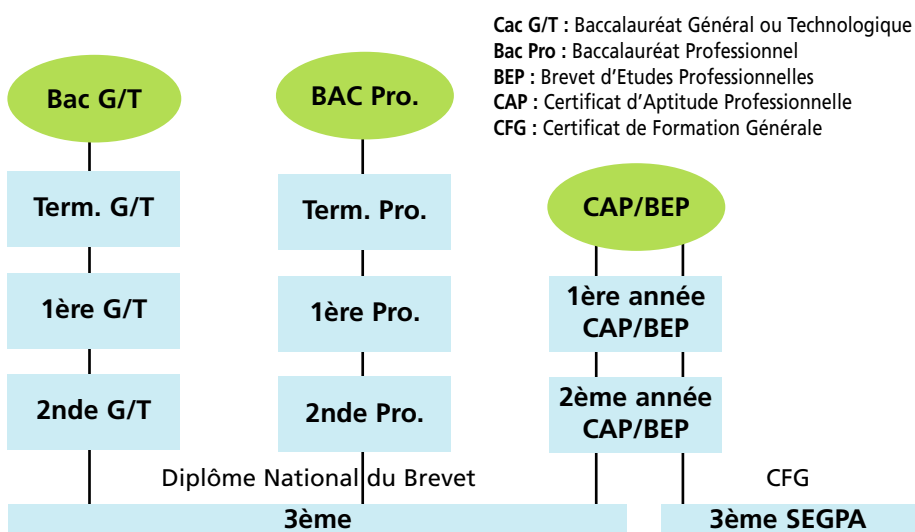 Cac G/T : Baccalauréat Général ou Technologique
Bac Pro : Baccalauréat Professionnel
BEP : Brevet d'Etudes Professionnelles
CAP : Certificat d'Aptitude Professionnelle
CFG : Certificat de Formation Générale
Bac G/T
BAC Pro.
Term. G/T
Term. Pro.
CAP/BEP
1ère G/T
1ère Pro.
1ère année
CAP/BEP
2nde G/T
2nde Pro.
2ème année
CAP/BEP
Diplôme National du Brevet
CFG
3ème
3ème SEGPA